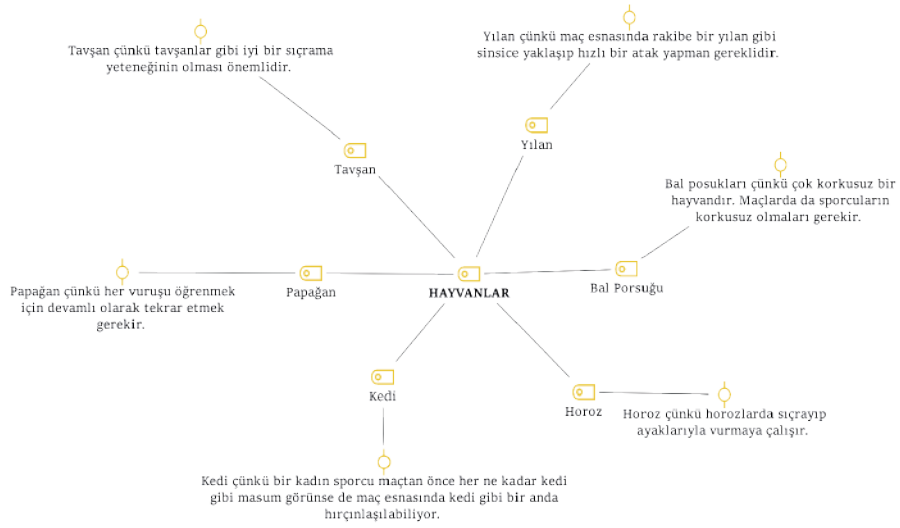 Tavşan çünkü tavşanlar gibi iyi bir sıçrama
yeteneğinin olması önemlidir.
Yılan çünkü maç esnasında rakibe bir yılan gibi
sinsice yaklaşıp hızlı bir atak yapman gereklidir.
Yılan
Tavşan
Bal posukları çünkü çok korkusuz bir
hayvandır. Maçlarda da sporcuların
korkusuz olmaları gerekir.
Papağan çünkü her vuruşu öğrenmek
için devamlı olarak tekrar etmek
gerekir.
Papağan
HAYVANLAR
Bal Porsuğu
Kedi
Horoz
Horoz çünkü horozlarda sıçrayıp
ayaklarıyla vurmaya çalışır.
Kedi çünkü bir kadın sporcu maçtan önce her ne kadar kedi
gibi masum görünse de maç esnasında kedi gibi bir anda
hırçınlaşılabiliyor.